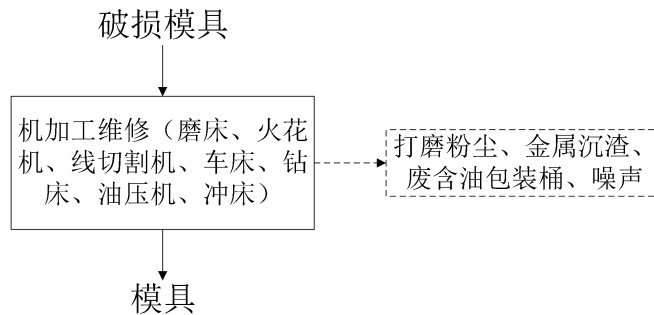 破损模具
机加工维修（磨床、火花
机、线切割机、车床、钻
床、油压机、冲床）
打磨粉尘、金属沉渣、
废含油包装桶、噪声
模具